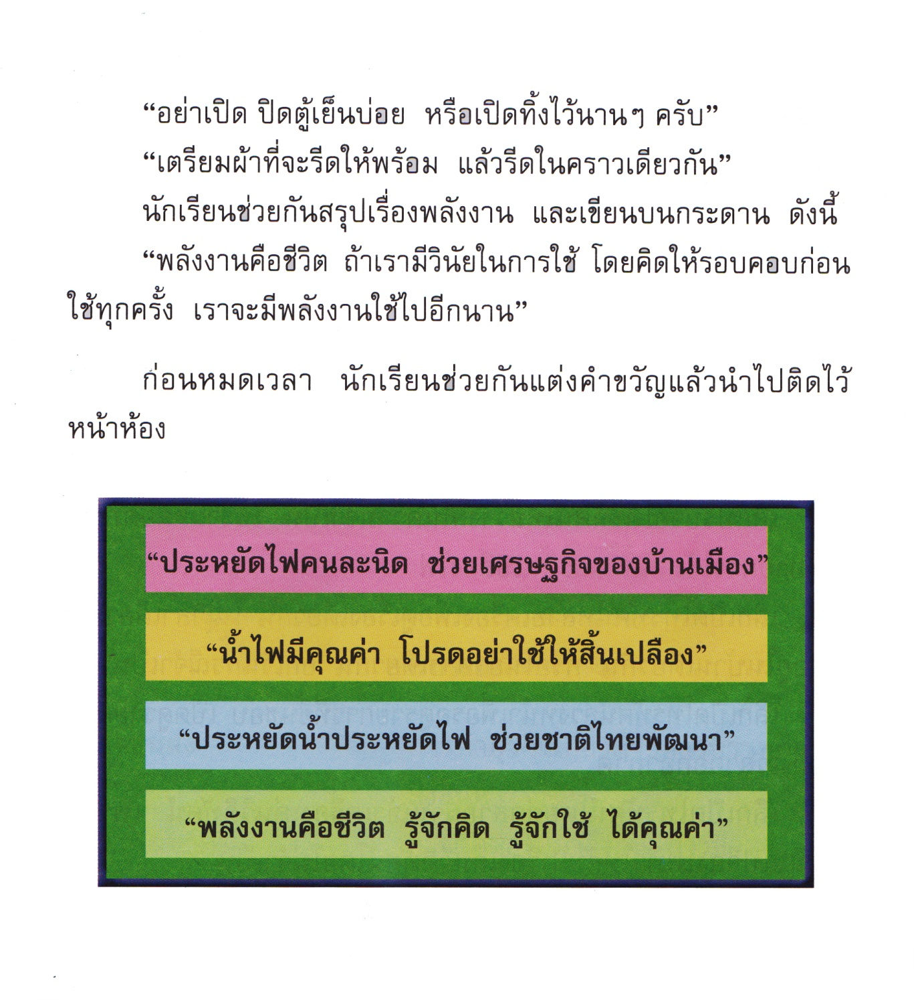 “อย่าเปิด ปิดตู้เย็นบ่อย หรือเปิดทิ้งไว้นานๆ ครับ”
“เตรียมผ้าที่จะรีดให้พร้อม แล้วรีดในคราวเดียวกัน”
นักเรียนช่วยกันสรุปเรื่องพลังงาน และเขียนบนกระดาน ดังนี้
“พลังงานคือชีวิต ถ้าเรามีวินัยในการใช้ โดยคิดให้รอบคอบก่อน
ใช้ทุกครั้ง เราจะมีพลังงานใช้ไปอีกนาน”
ก่อนหมดเวลา นักเรียนช่วยกันแต่งคำขวัญแล้วนำไปติดไว้
หน้าห้อง
“ประหยัดไฟคนละนิด ช่วยเศรษฐกิจของบ้านเมือง”
“น้ำไฟมีคุณค่า โปรดอย่าใช้ให้สิ้นเปลือง”
“ประหยัดน้ำประหยัดไฟ ช่วยชาติไทยพัฒนา”
“พลังงานคือชีวิต รู้จักคิด รู้จักใช้ ได้คุณค่า”